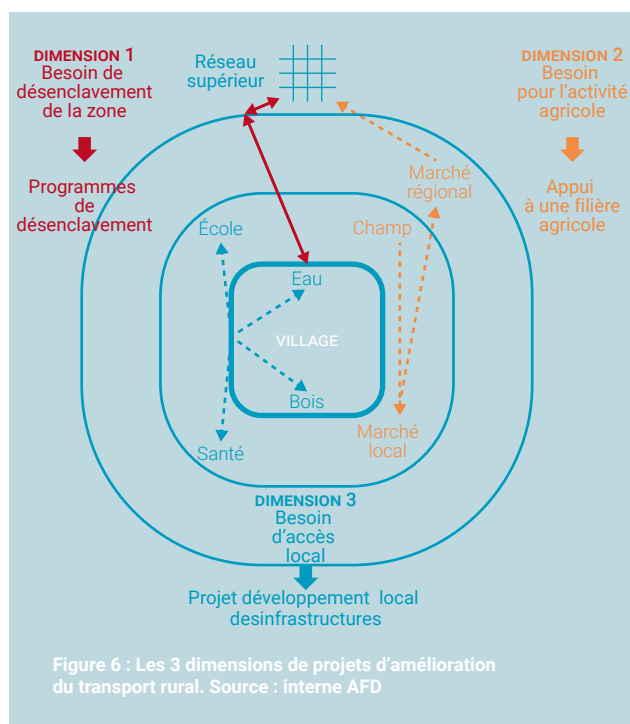 DIMENSION 1
Besoin de
désenclavement
de la zone
Programmes
de
désenclavement
Réseau
supérieur
DIMENSION 2
Besoin
pour l'activité
agricole
Appui
à une filière
agricole
Marché
régional
École
Champ
Eau
VILLAGE
Bois
Santé
Marché
local
DIMENSION 3
Besoin
d'accès
local
Projet développement local
desinfrastructures
Figure 6 : Les 3 dimensions de projets d'amélioration
du transport rural. Source : interne AFD